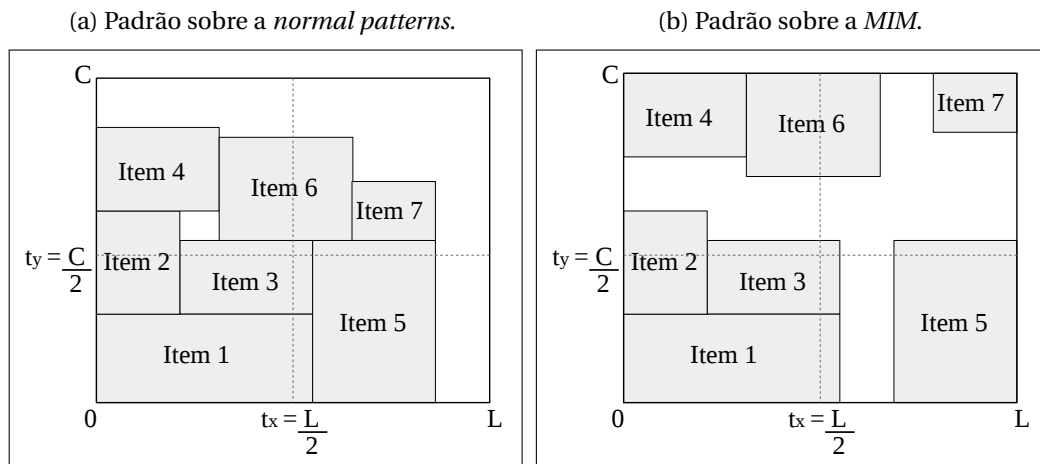 (a) Padrão sobre a normal patterns.
C
Item 4
Item 6
Item 7
Item 2
Item 3
Item 5
Item 1
ty = C
2
0
tx = L
2
L
(b) Padrão sobre a MIM.
C
Item 4
Item 6
Item 7
Item 2
Item 3
Item 5
Item 1
ty = C
2
0
tx = L
2
L